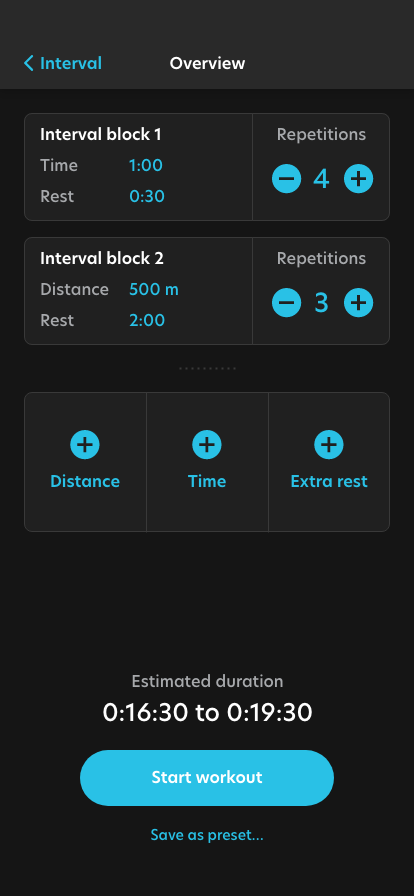 Interval
Overview
Interval block 1
Repetitions
Time 1:00
4
Rest 0:30
Interval block 2
Repetitions
Distance 500 m
3
Rest 2:00
Distance
Time
Extra rest
Estimated duration
0:16:30 to 0:19:30
Start workout
Save as preset...